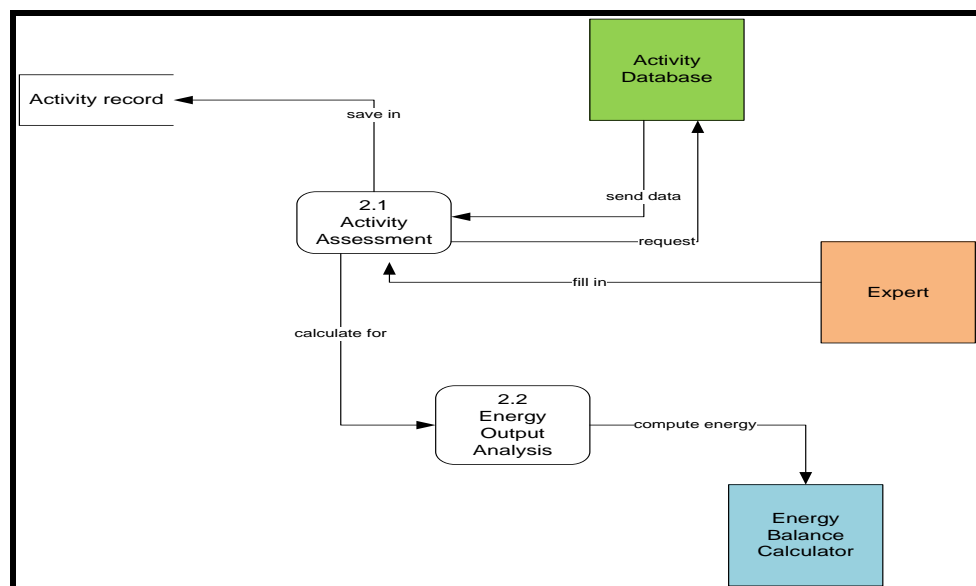 Activity
Database
Activity record
save in
send data
2.1
Activity
Assessment
request
fill in
Expert
calculate for
2.2
Energy
Output
Analysis
compute energy
Energy
Balance
Calculator